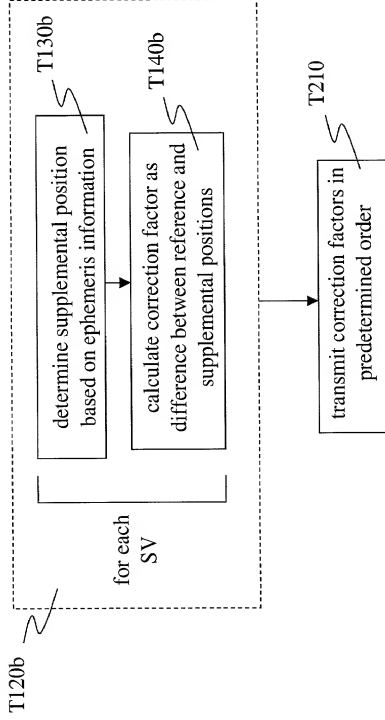 T120b
for each
SV
T130b
determine supplemental position
based on ephemeris information
T140b
calculate correction factor as
difference between reference and
supplemental positions
T210
transmit correction factors in
predetermined order